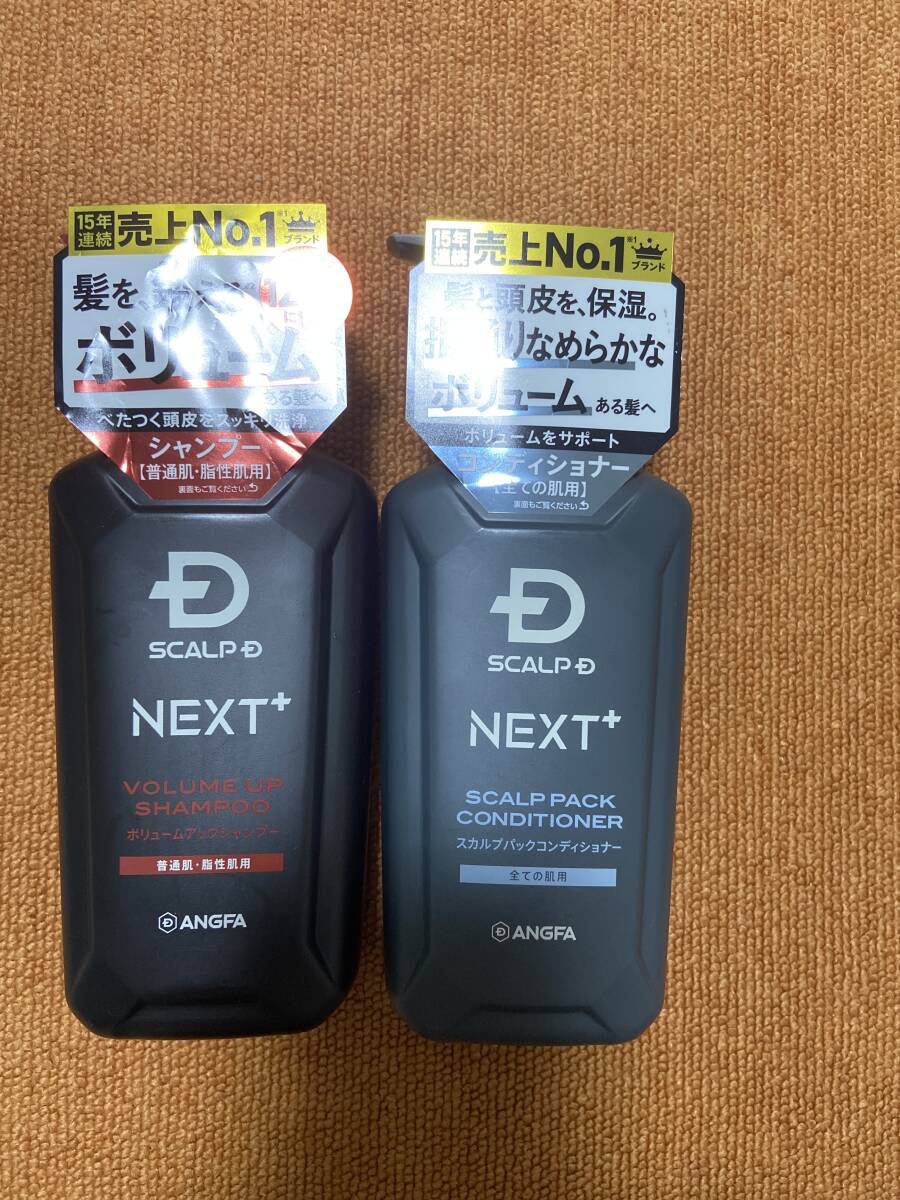 15年
連続
売上No.1※1
ブランド
髪を、
ボリューム
ある髪へ
べたつく頭皮をスッキリ洗浄
シャンプー
【普通肌・脂性肌用】
裏面もご覧ください
SCALP D
NEXT+
VOLUME UP
SHAMPOO
ボリュームアップシャンプー
普通肌・脂性肌用
ANGFA
15年
連続
売上No.1※1
ブランド
髪と頭皮を、保湿。
りなめらかな
ボリューム ある髪へ
ボリュームをサポート
コンディショナー
【全ての肌用】
裏面もご覧ください
SCALP D
NEXT+
SCALP PACK
CONDITIONER
スカルプパックコンディショナー
全ての肌用
ANGFA